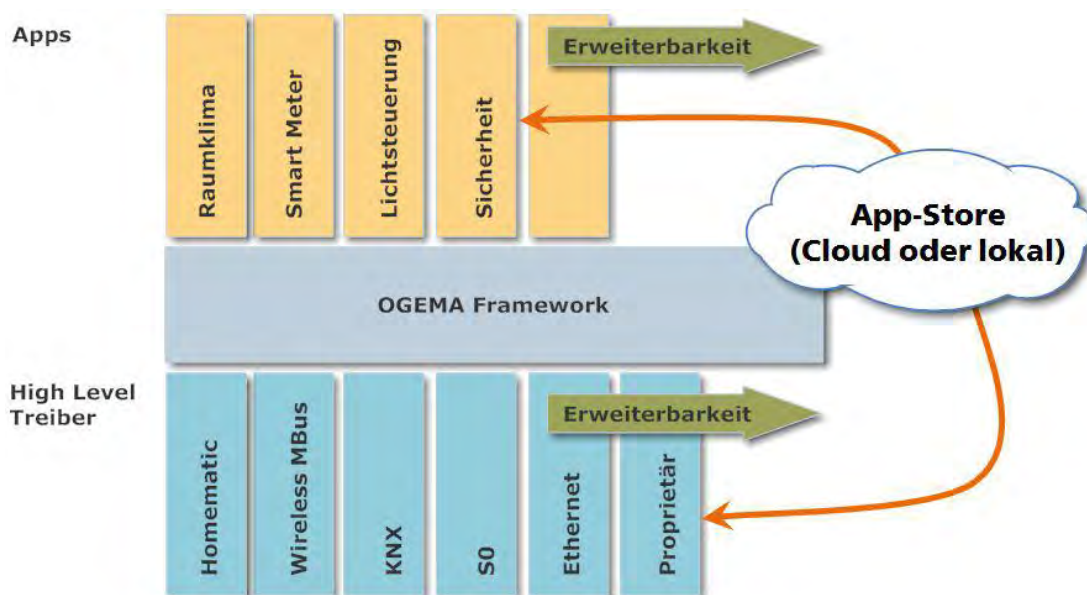 Apps
Raumklima
Smart Meter
Lichtsteuerung
Sicherheit
Erweiterbarkeit
App-Store
(Cloud oder lokal)
OGEMA Framework
High Level
Treiber
Homematic
Wireless MBus
KNX
S0
Ethernet
Proprietär
Erweiterbarkeit